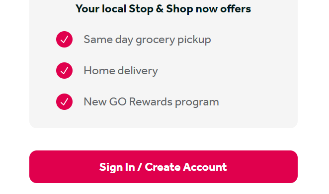 Your local Stop & Shop now offers
Same day grocery pickup
Home delivery
New GO Rewards program
Sign In / Create Account